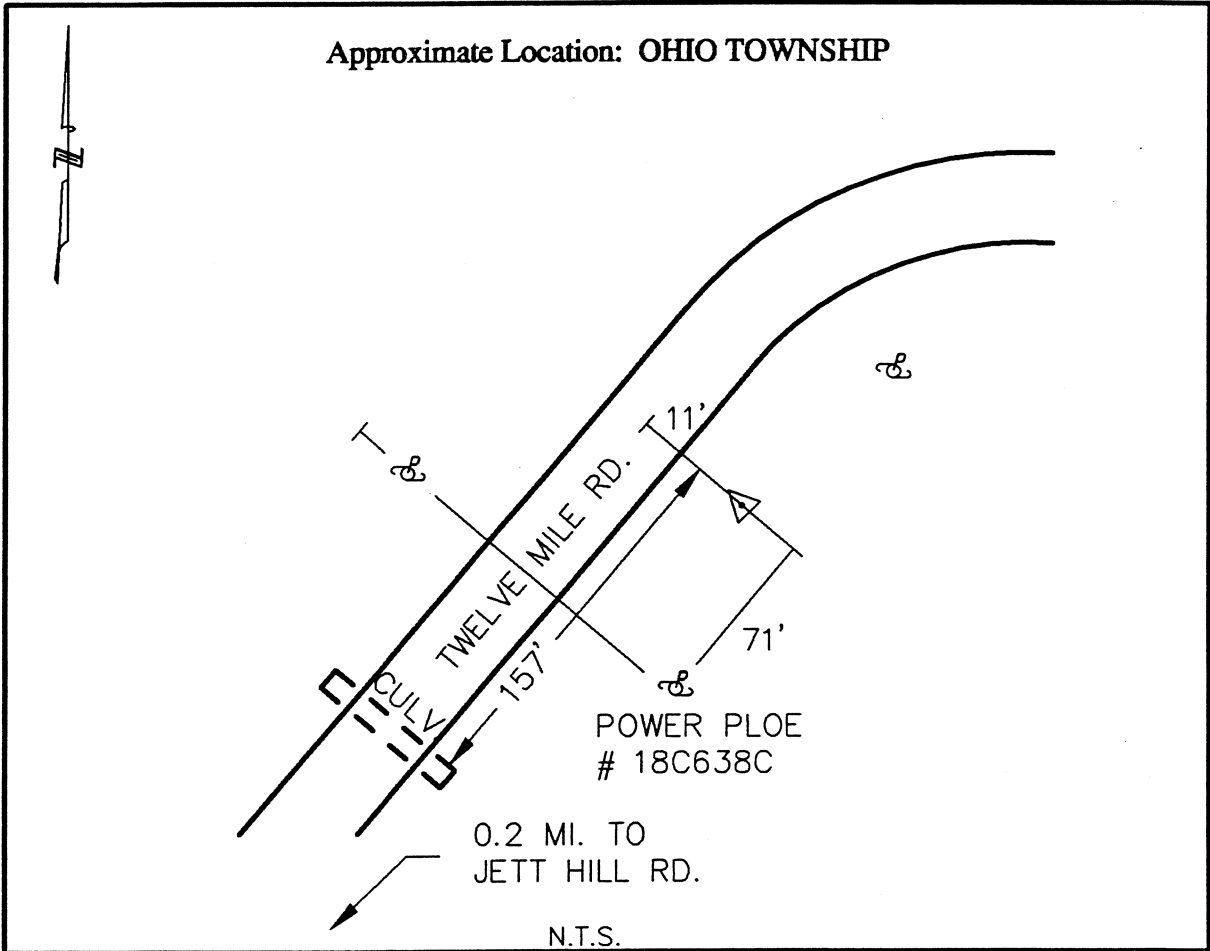 Approximate Location: OHIO TOWNSHIP
N
11'
TWELVE MILE RD.
157'
71'
CULV.
POWER PLOE
# 18C638C
0.2 MI. TO
JETT HILL RD.
N.T.S.